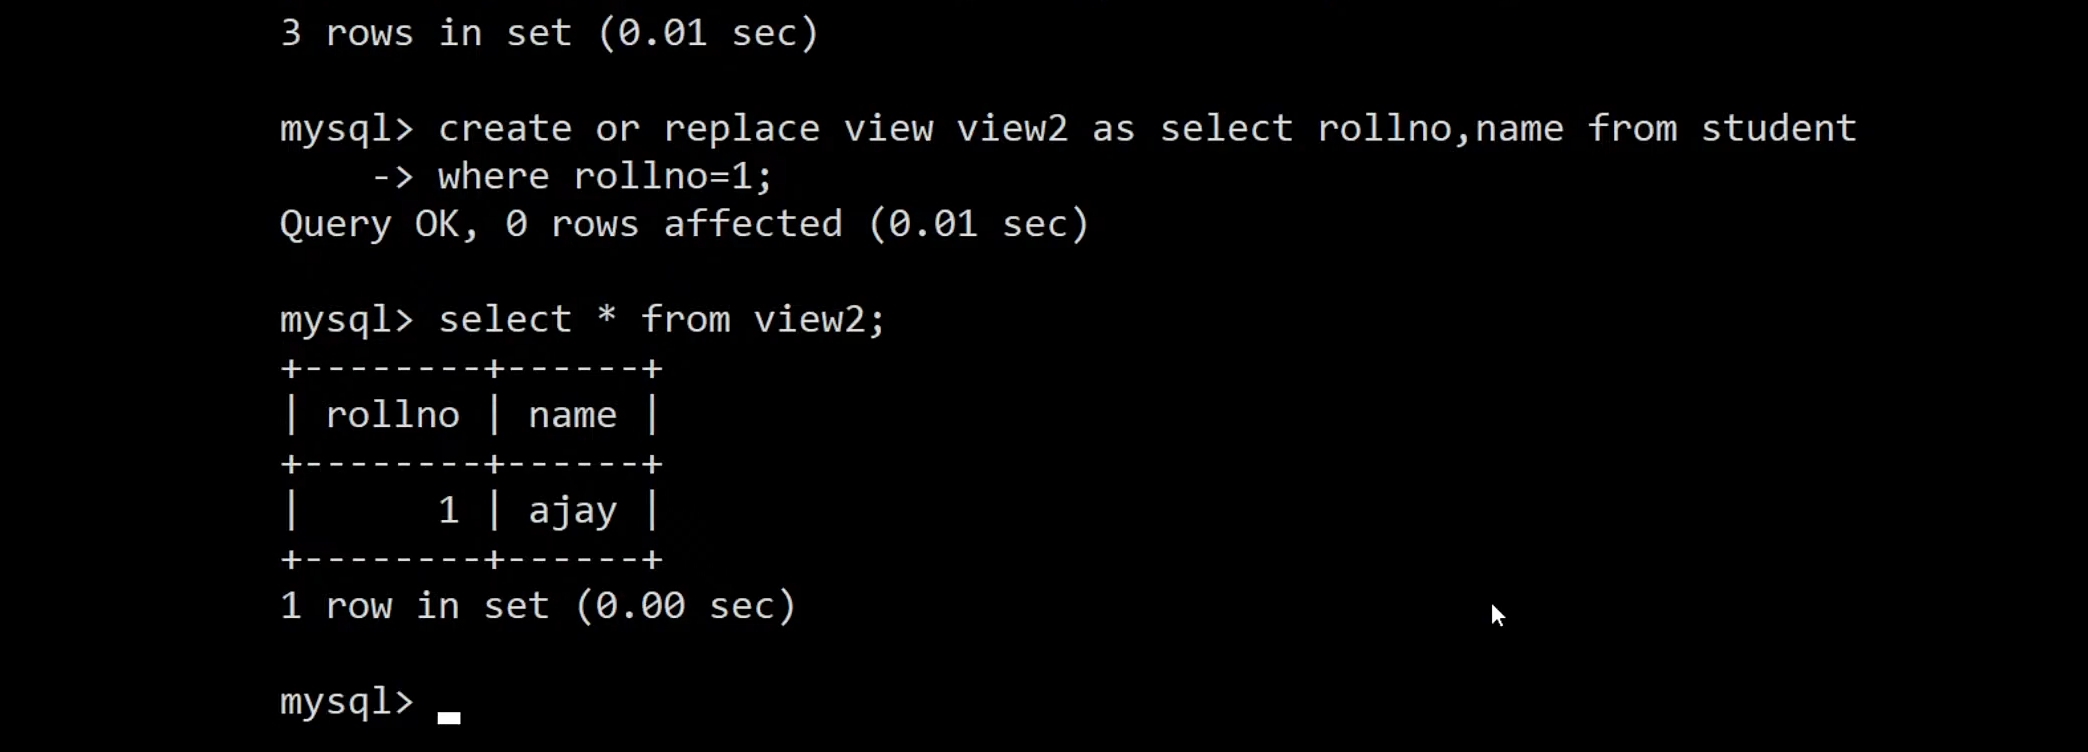 3 rows in set (0.01 sec)
mysql> create or replace view view2 as select rollno,name from student
    -> where rollno=1;
Query OK, 0 rows affected (0.01 sec)
mysql> select * from view2;
+--------+------+
| rollno | name |
+--------+------+
|      1 | ajay |
+--------+------+
1 row in set (0.00 sec)
mysql>